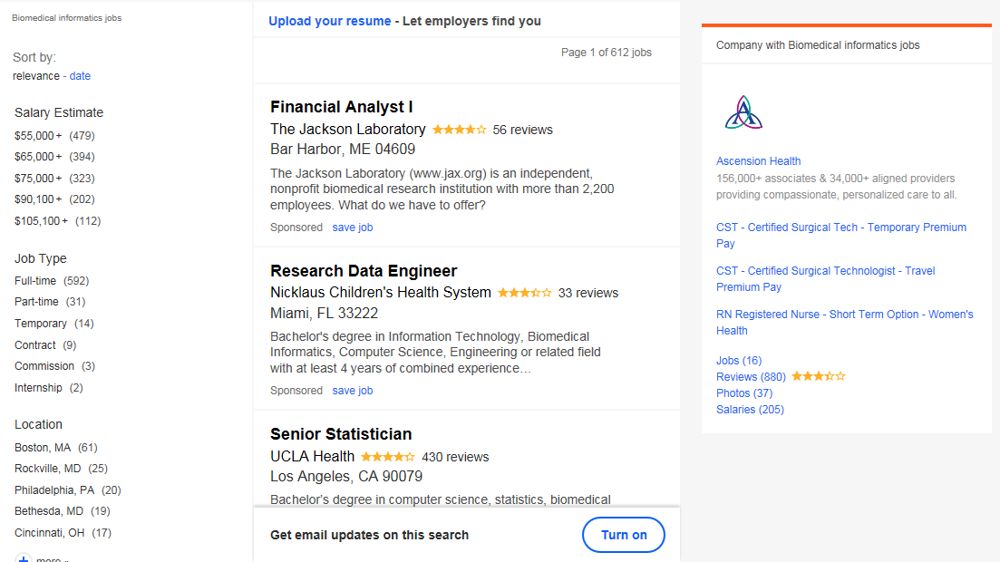 Biomedical informatics jobs
Sort by:
relevance - date
Salary Estimate
$55,000+ (479)
$65,000+ (394)
$75,000+ (323)
$90,100+ (202)
$105,100+ (112)
Job Type
Full-time (592)
Part-time (31)
Temporary (14)
Contract (9)
Commission (3)
Internship (2)
Location
Boston, MA (61)
Rockville, MD (25)
Philadelphia, PA (20)
Bethesda, MD (19)
Cincinnati, OH (17)
more »
Upload your resume - Let employers find you
Page 1 of 612 jobs
Financial Analyst I
The Jackson Laboratory 56 reviews
Bar Harbor, ME 04609
The Jackson Laboratory (www.jax.org) is an independent,
nonprofit biomedical research institution with more than 2,200
employees. What do we have to offer?
Sponsored save job
Research Data Engineer
Nicklaus Children's Health System 33 reviews
Miami, FL 33222
Bachelor's degree in Information Technology, Biomedical
Informatics, Computer Science, Engineering or related field
with at least 4 years of combined experience…
Sponsored save job
Senior Statistician
UCLA Health 430 reviews
Los Angeles, CA 90079
Bachelor's degree in computer science, statistics, biomedical
Get email updates on this search
Turn on
Company with Biomedical informatics jobs
A
Ascension Health
156,000+ associates & 34,000+ aligned providers
providing compassionate, personalized care to all.
CST - Certified Surgical Tech - Temporary Premium
Pay
CST - Certified Surgical Technologist - Travel
Premium Pay
RN Registered Nurse - Short Term Option - Women's
Health
Jobs (16)
Reviews (880)
Photos (37)
Salaries (205)